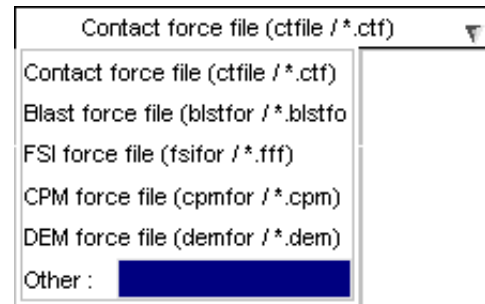 Contact force file (ctfile / *.ctf)
Contact force file (ctfile / *.ctf)
Blast force file (blstfor / *.blstfo
FSI force file (fsifor / *.fff)
CPM force file (cpmfor / *.cpm)
DEM force file (demfor / *.dem)
Other :